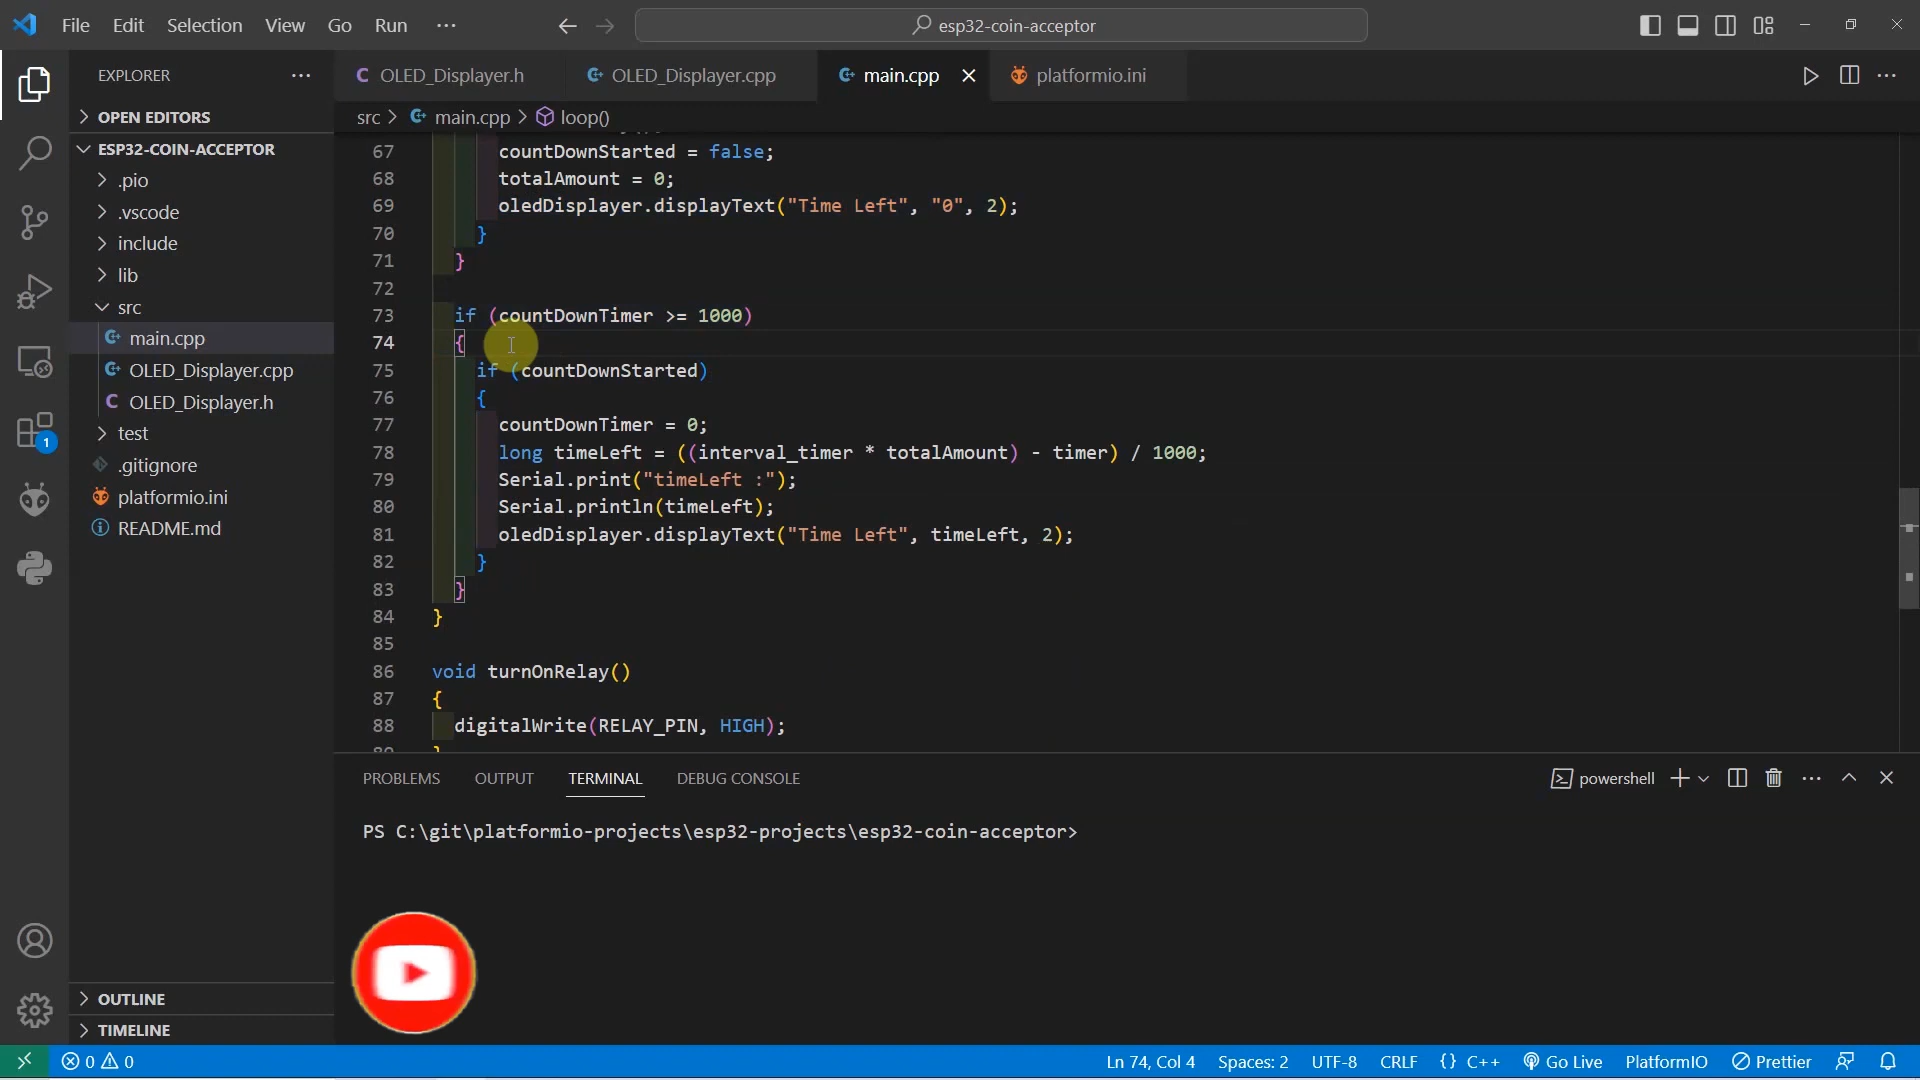 File Edit Selection View Go Run ···
esp32-coin-acceptor
EXPLORER
OLED_Displayer.h
OLED_Displayer.cpp
main.cpp
platformio.ini
src > main.cpp > loop()
OPEN EDITORS
ESP32-COIN-ACCEPTOR
.pio
.vscode
include
lib
src
main.cpp
OLED_Displayer.cpp
OLED_Displayer.h
test
.gitignore
platformio.ini
README.md
OUTLINE
TIMELINE
1
67 countDownStarted = false;
68 totalAmount = 0;
69 oledDisplayer.displayText("Time Left", "0", 2);
70 }
71 }
72
73 if (countDownTimer >= 1000)
74 {
75 if (countDownStarted)
76 {
77 countDownTimer = 0;
78 long timeLeft = ((interval_timer * totalAmount) - timer) / 1000;
79 Serial.print("timeLeft :");
80 Serial.println(timeLeft);
81 oledDisplayer.displayText("Time Left", timeLeft, 2);
82 }
83 }
84 }
85
86 void turnOnRelay()
87 {
88 digitalWrite(RELAY_PIN, HIGH);
PROBLEMS OUTPUT TERMINAL DEBUG CONSOLE
powershell
PS C:\git\platformio-projects\esp32-projects\esp32-coin-acceptor>
0 0
Ln 74, Col 4 Spaces: 2 UTF-8 CRLF {} C++ Go Live PlatformIO Prettier